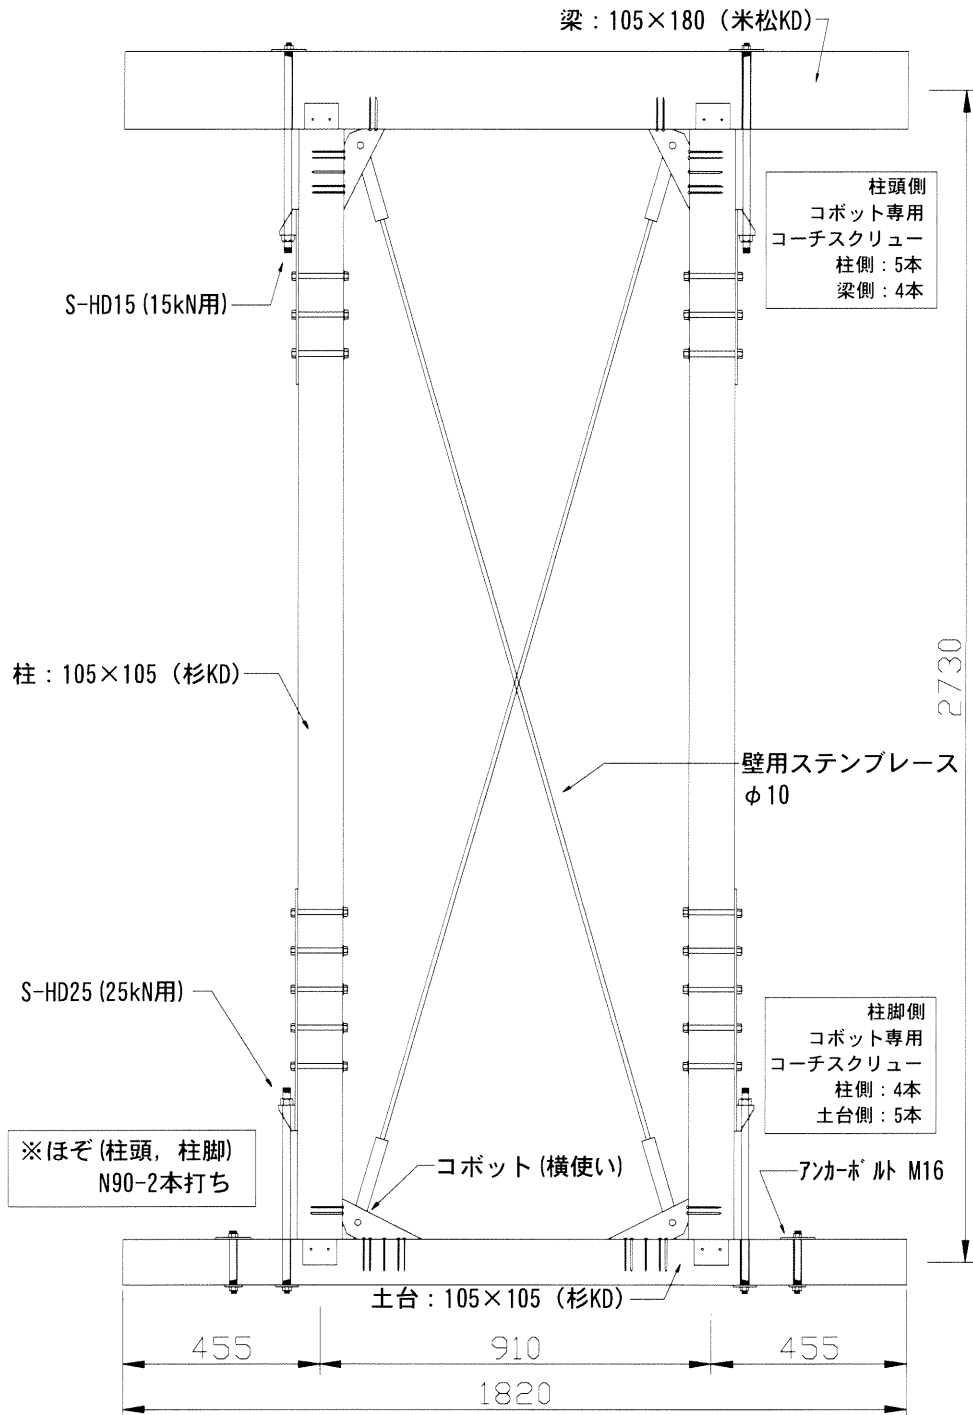 梁：105×180（米松KD）
柱頭側
コボット専用
コーチスクリュー
柱側：5本
梁側：4本
S-HD15(15kN用)
2730
柱：105×105（杉KD）
壁用ステンブレース
φ10
S-HD25(25kN用)
柱脚側
コボット専用
コーチスクリュー
柱側：4本
土台側：5本
※ほぞ(柱頭，柱脚)
N90-2本打ち
コボット(横使い)
ｱﾝｶｰﾎﾞﾙﾄ M16
土台：105×105（杉KD）
455
910
455
1820